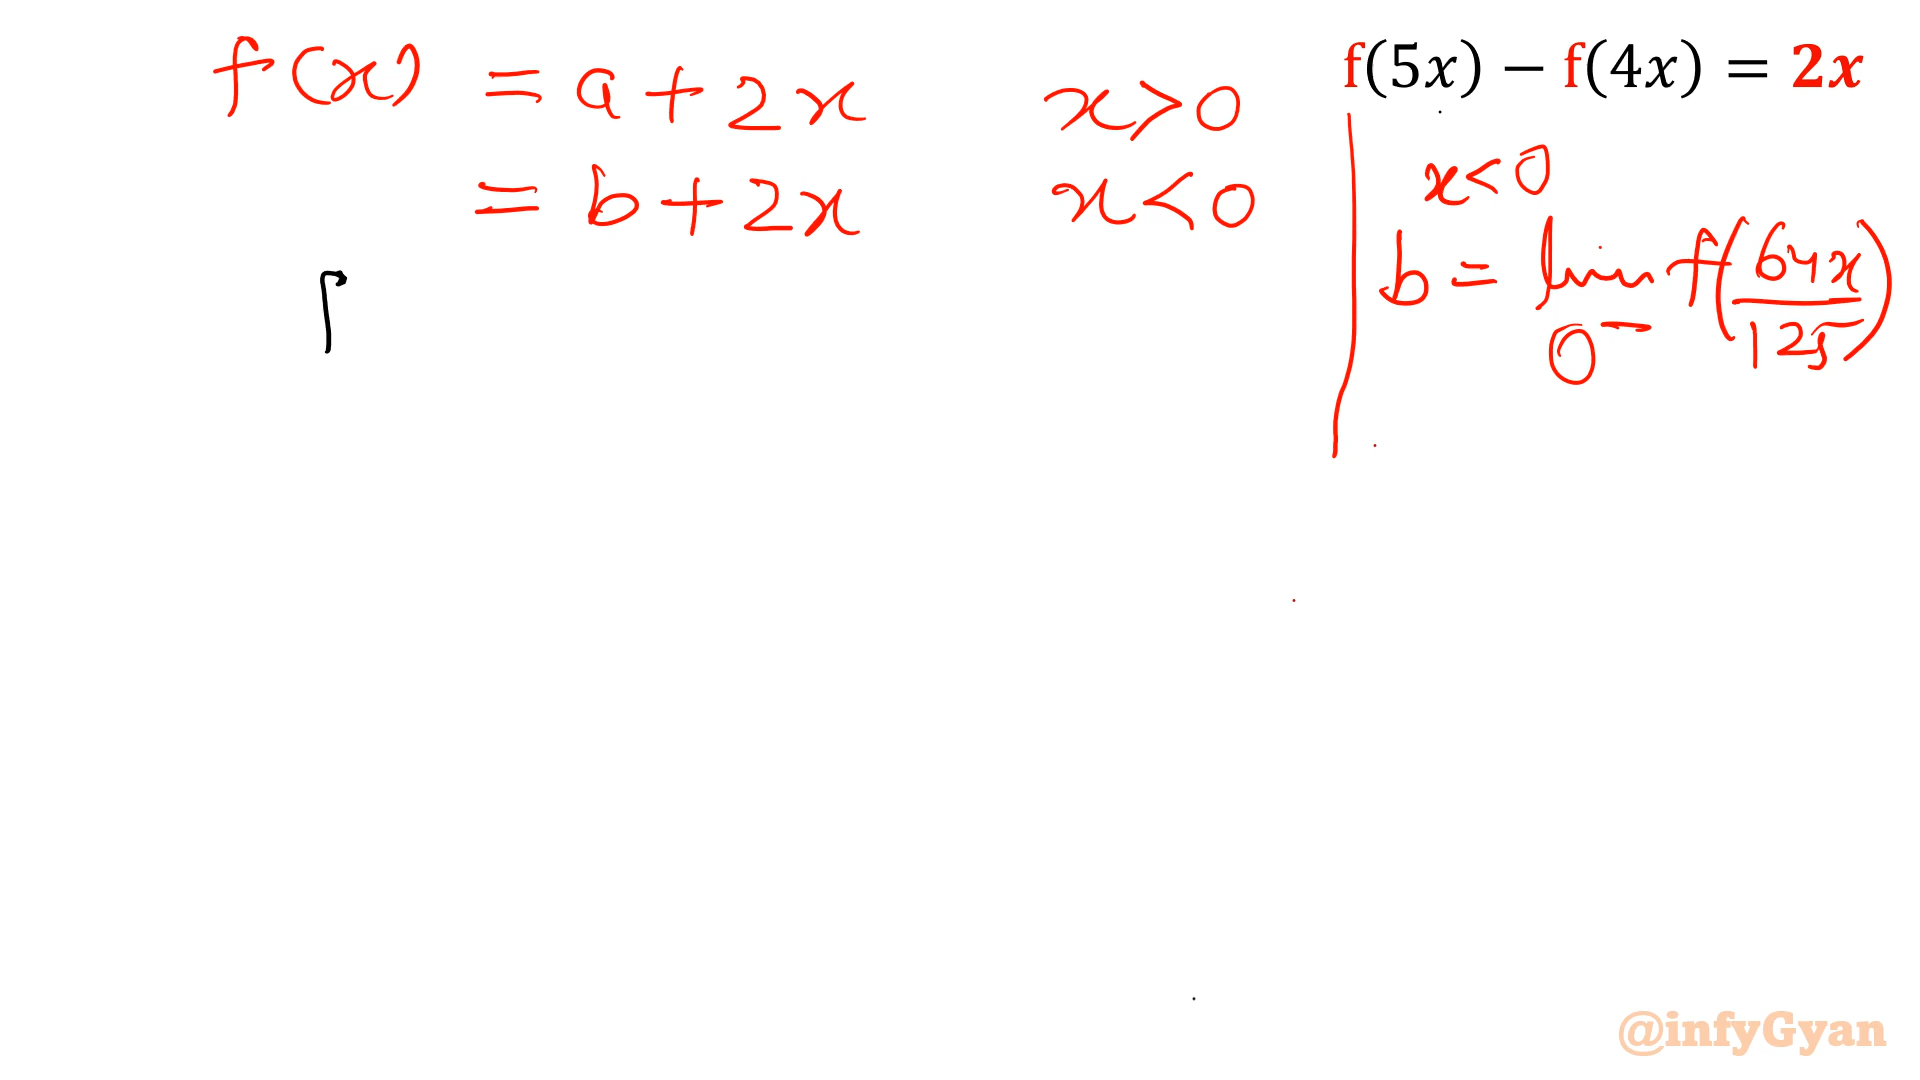 f(x) = a + 2x x > 0
= b + 2x x < 0
f(5x) − f(4x) = 2x
x < 0
b = lim f(64x/125)
0⁻
@infyGyan